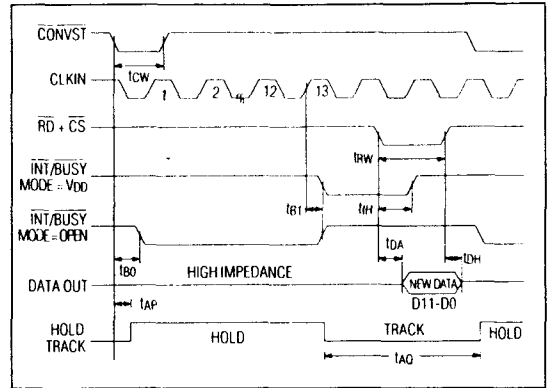 CONVST
tCW
CLKIN 1 2 12 13
RD + CS
tRW
INT/BUSY
MODE = VDD
tB1 tIH
INT/BUSY
MODE = OPEN
tB0 tDA tDH
DATA OUT HIGH IMPEDANCE NEW DATA
D11-D0
tAP
HOLD
TRACK HOLD TRACK HOLD
tAQ